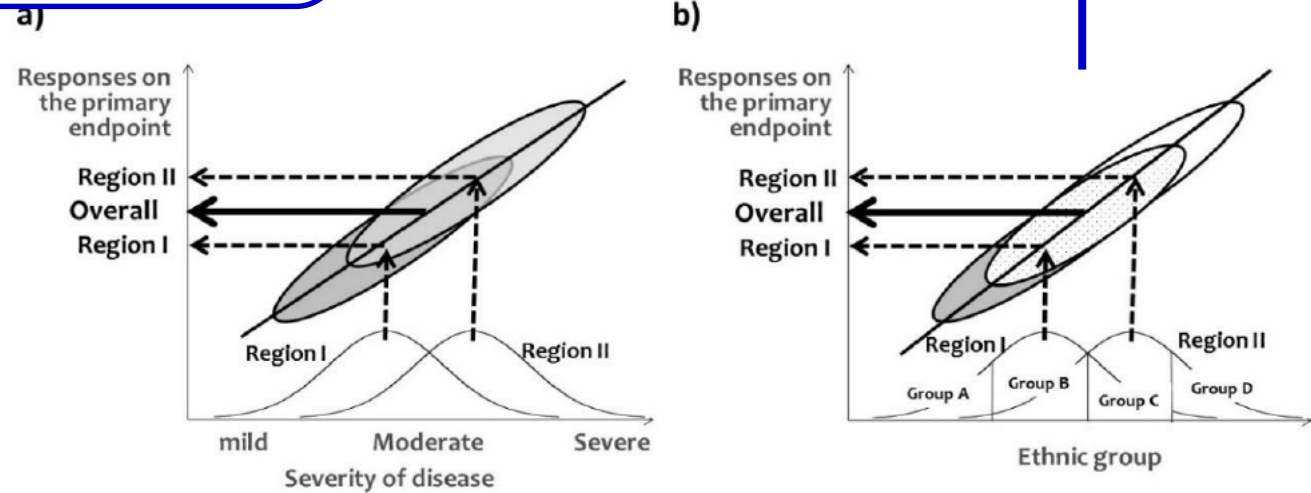 a)
Responses on
the primary
endpoint
Region II
Overall
Region I
Region I
Region II
mild Moderate Severe
Severity of disease
b)
Responses on
the primary
endpoint
Region II
Overall
Region I
Region I
Region II
Group A
Group B
Group C
Group D
Ethnic group